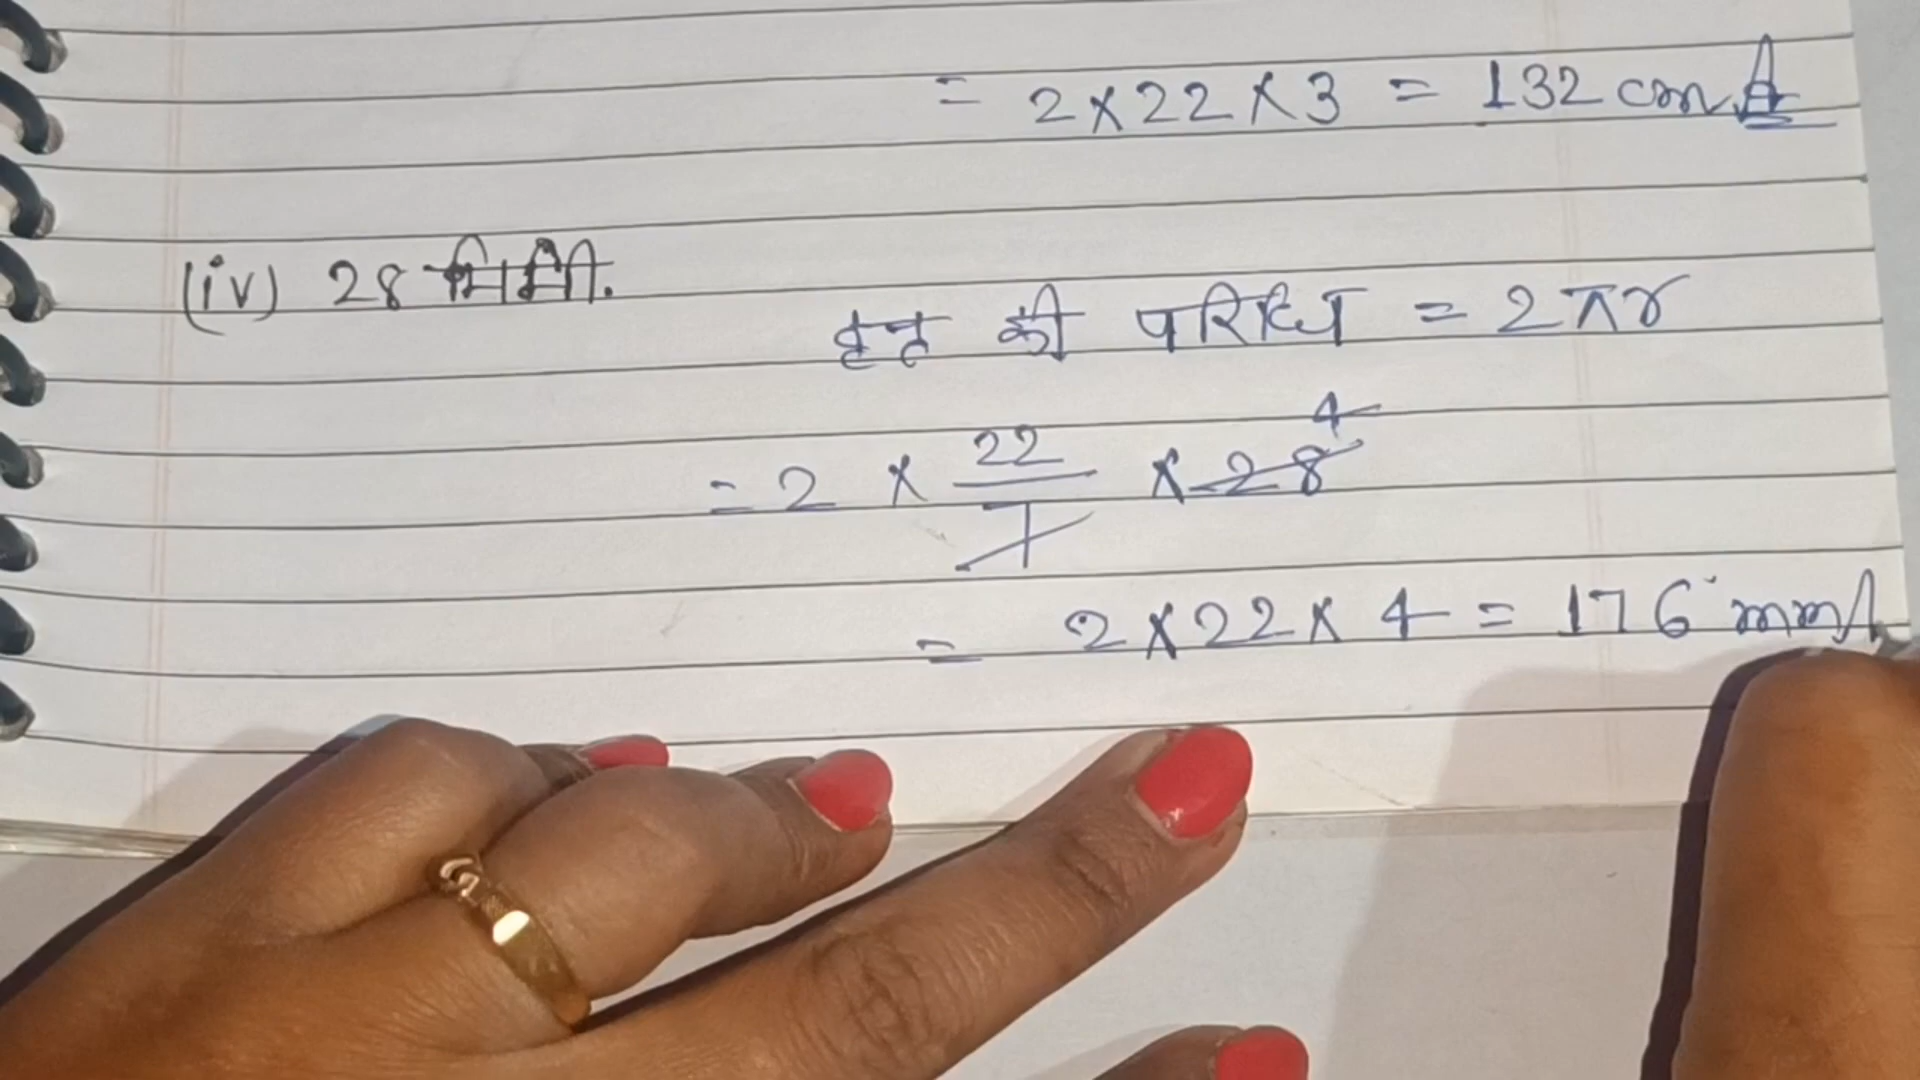 = 2 × 22 × 3 = 132 cm A
(iv) 28 मिमी.
वृत्त की परिधि = 2πr
= 2 × 22/7 × 28 4
= 2 × 22 × 4 = 176 mm A